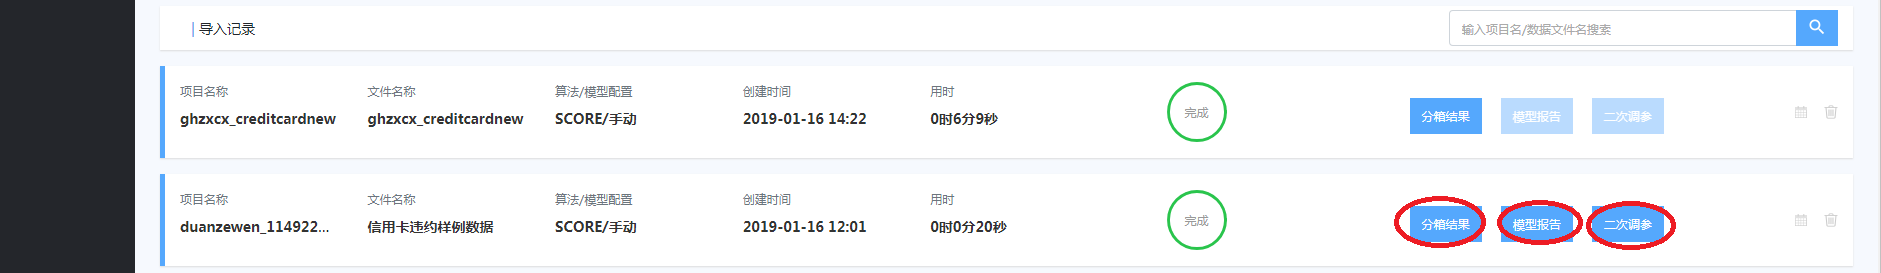 导入记录
输入项目名/数据文件名搜索
项目名称 文件名称 算法/模型配置 创建时间 用时
ghzxcx_creditcardnew ghzxcx_creditcardnew SCORE/手动 2019-01-16 14:22 0时6分9秒
完成
分箱结果 模型报告 二次调参
项目名称 文件名称 算法/模型配置 创建时间 用时
duanzewen_114922... 信用卡违约样例数据 SCORE/手动 2019-01-16 12:01 0时0分20秒
完成
分箱结果 模型报告 二次调参